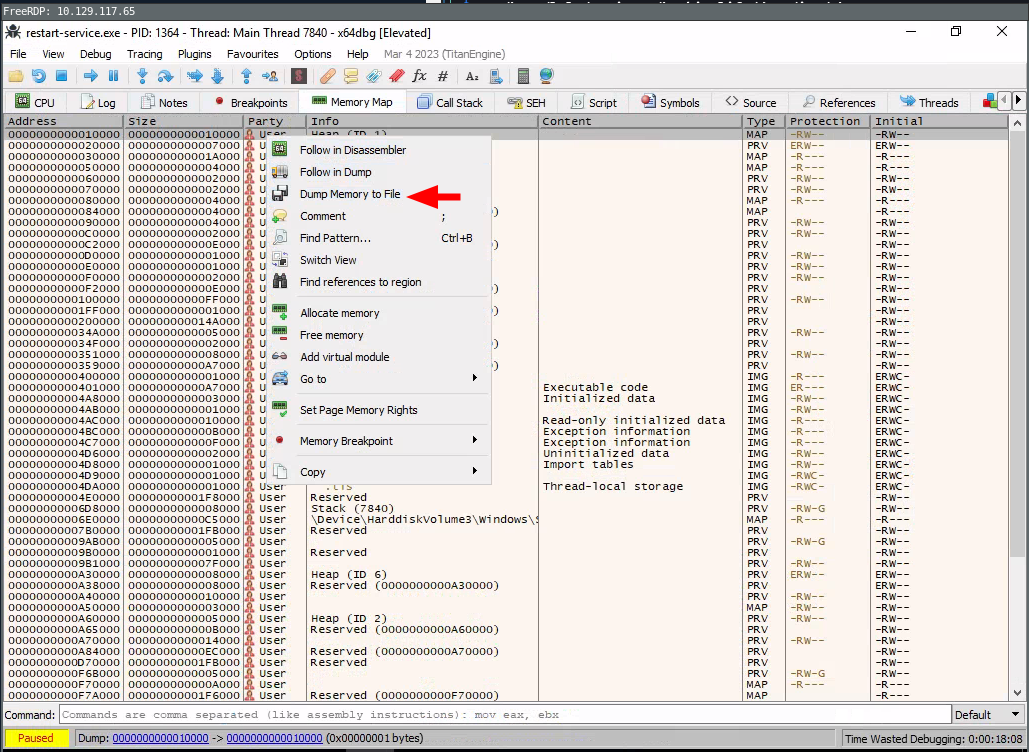 FreeRDP: 10.129.117.65
restart-service.exe - PID: 1364 - Thread: Main Thread 7840 - x64dbg [Elevated]
File View Debug Tracing Plugins Favourites Options Help Mar 4 2023 (TitanEngine)
CPU Log Notes Breakpoints Memory Map Call Stack SEH Script Symbols Source References Threads
Address Size Party Info Content Type Protection Initial
0000000000010000 0000000000010000 User Heap (ID 1) MAP -RW-- -RW--
0000000000020000 0000000000007000 U PRV ERW-- ERW--
0000000000030000 000000000001A000 U MAP -R--- -R---
0000000000050000 0000000000004000 U MAP -R--- -R---
0000000000060000 0000000000002000 U PRV -RW-- -RW--
0000000000070000 0000000000002000 U PRV -RW-- -RW--
0000000000080000 0000000000004000 U MAP -R--- -R---
0000000000084000 0000000000004000 U ) MAP -R---
0000000000090000 0000000000004000 U PRV -RW-- -RW--
00000000000C0000 0000000000002000 U PRV -RW-- -RW--
00000000000C2000 000000000000E000 U ) PRV -RW--
00000000000D0000 0000000000001000 U PRV -RW-- -RW--
00000000000E0000 0000000000001000 U PRV -RW-- -RW--
00000000000F0000 0000000000002000 U PRV -RW-- -RW--
00000000000F2000 000000000000E000 U ) PRV -RW--
0000000000100000 00000000000FF000 U PRV -RW-- -RW--
00000000001FF000 0000000000001000 U ) PRV -RW--
0000000000200000 000000000014A000 U PRV -RW--
000000000034A000 0000000000005000 U PRV -RW-- -RW--
000000000034F000 0000000000002000 U ) PRV -RW--
0000000000351000 0000000000008000 U PRV -RW-- -RW--
0000000000359000 00000000000A7000 U ) PRV -RW--
0000000000400000 0000000000001000 U IMG -R--- ERWC-
0000000000401000 00000000000A7000 U Executable code IMG ER--- ERWC-
00000000004A8000 0000000000003000 U Initialized data IMG -RW-- ERWC-
00000000004AB000 0000000000001000 U IMG -R--- ERWC-
00000000004AC000 0000000000010000 U Read-only initialized data IMG -R--- ERWC-
00000000004BC000 000000000000B000 U Exception information IMG -R--- ERWC-
00000000004C7000 000000000000F000 U Exception information IMG -R--- ERWC-
00000000004D6000 0000000000002000 U Uninitialized data IMG -RW-- ERWC-
00000000004D8000 0000000000001000 U Import tables IMG -RW-- ERWC-
00000000004D9000 0000000000001000 U IMG -RWC- ERWC-
00000000004DA000 0000000000001000 User ".tls" Thread-local storage IMG -RWC- ERWC-
00000000004E0000 00000000001F8000 User Reserved PRV -RW--
00000000006D8000 0000000000008000 User Stack (7840) PRV -RW-G -RW--
00000000006E0000 00000000000C5000 User \Device\HarddiskVolume3\Windows\S MAP -R--- -R---
00000000007B0000 00000000001FB000 User Reserved PRV -RW--
00000000009AB000 0000000000005000 User PRV -RW-G -RW--
00000000009B0000 0000000000001000 User Reserved PRV -RW--
00000000009B1000 000000000007F000 User PRV -RW-- -RW--
0000000000A30000 0000000000008000 User Heap (ID 6) PRV ERW-- ERW--
0000000000A38000 0000000000008000 User Reserved (0000000000A30000) PRV ERW--
0000000000A40000 0000000000010000 User PRV -RW-- -RW--
0000000000A50000 0000000000003000 User MAP -RW-- -RW--
0000000000A60000 0000000000005000 User Heap (ID 2) PRV -RW-- -RW--
0000000000A65000 000000000000B000 User Reserved (0000000000A60000) PRV -RW--
0000000000A70000 0000000000014000 User PRV -RW-- -RW--
0000000000A84000 00000000000EC000 User Reserved (0000000000A70000) PRV -RW--
0000000000D70000 00000000001FB000 User Reserved PRV -RW--
0000000000F6B000 0000000000005000 User PRV -RW-G -RW--
0000000000F70000 000000000000A000 User MAP -R--- -R---
0000000000F7A000 00000000001F6000 User Reserved (0000000000F70000) MAP -R---
Follow in Disassembler
Follow in Dump
Dump Memory to File
Comment ;
Find Pattern... Ctrl+B
Switch View
Find references to region
Allocate memory
Free memory
Add virtual module
Go to
Set Page Memory Rights
Memory Breakpoint
Copy
Command: Commands are comma separated (like assembly instructions): mov eax, ebx Default
Paused Dump: 0000000000010000 -> 0000000000010000 (0x00000001 bytes) Time Wasted Debugging: 0:00:18:08